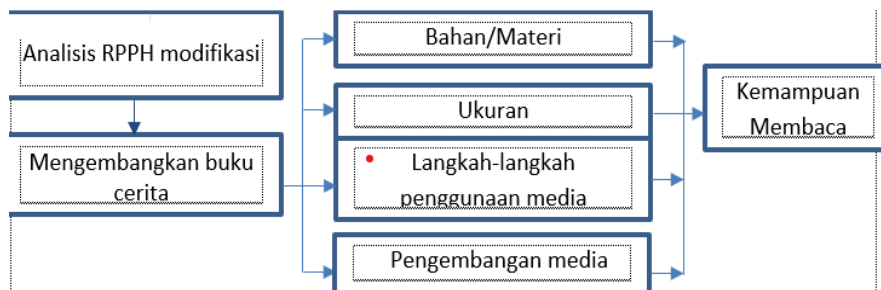 Analisis RPPH modifikasi
Mengembangkan buku
cerita
Bahan/Materi
Ukuran
Langkah-langkah
penggunaan media
Pengembangan media
Kemampuan
Membaca